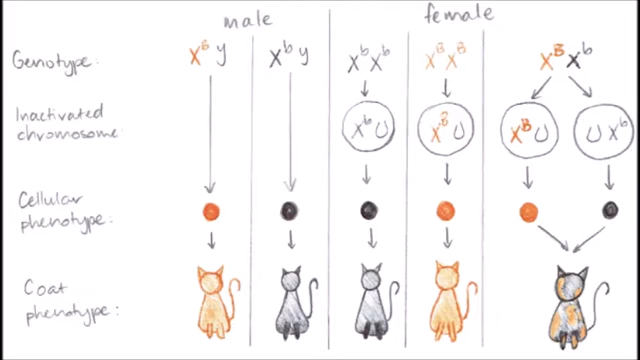 male female
Genotype: X^B y X^b y X^b X^b X^B X^B X^B X^b
Inactivated
chromosome: X^b X^B X^B X^b
Cellular
phenotype:
Coat
phenotype: